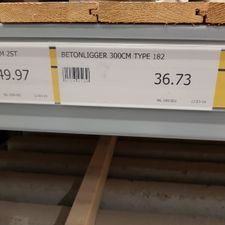 M 2ST.
49.97
BETONLIGGER 300CM TYPE 182
36.73